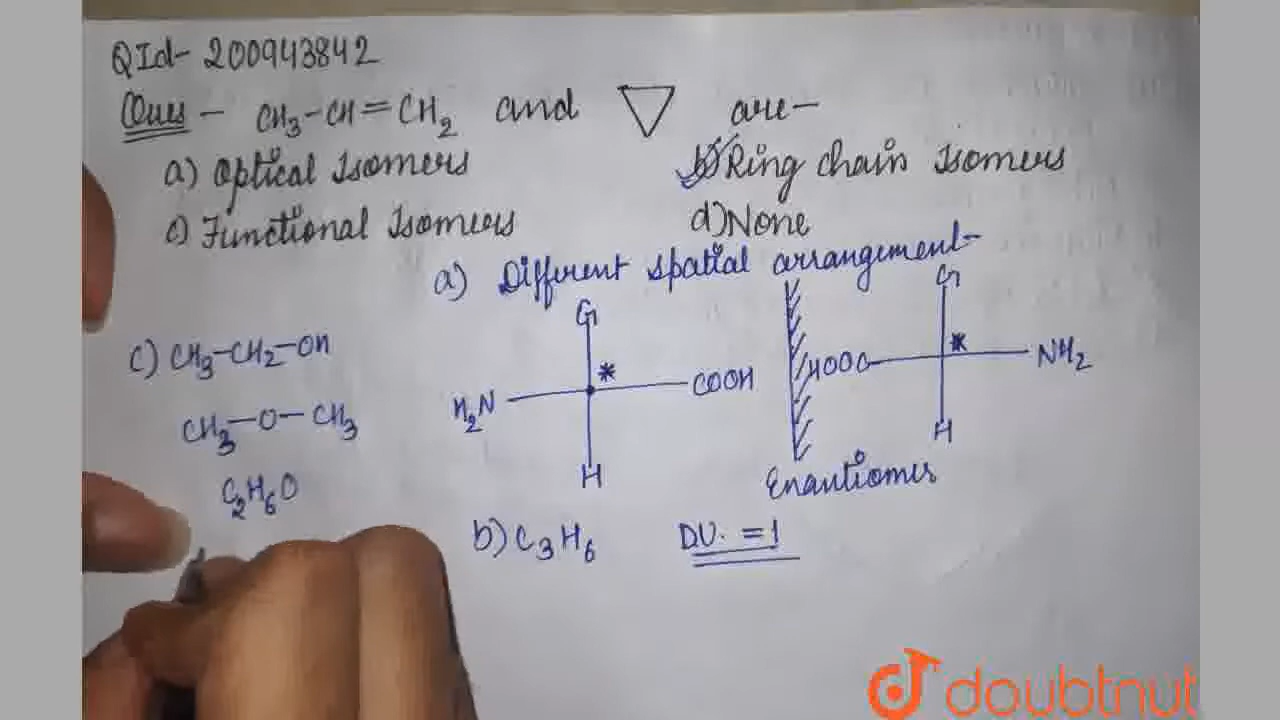 QId- 200943842
Ques - CH3-CH=CH2 and ▽ are-
a) Optical Isomers b) Ring chain Isomers
c) Functional Isomers d) None
a) Different spatial arrangement-
c) CH3-CH2-OH
CH3-O-CH3
C2H6O
G
*
H2N COOH
H
G
*
HOOC NH2
H
Enantiomer
b) C3H6 D.U. = 1
doubtnut